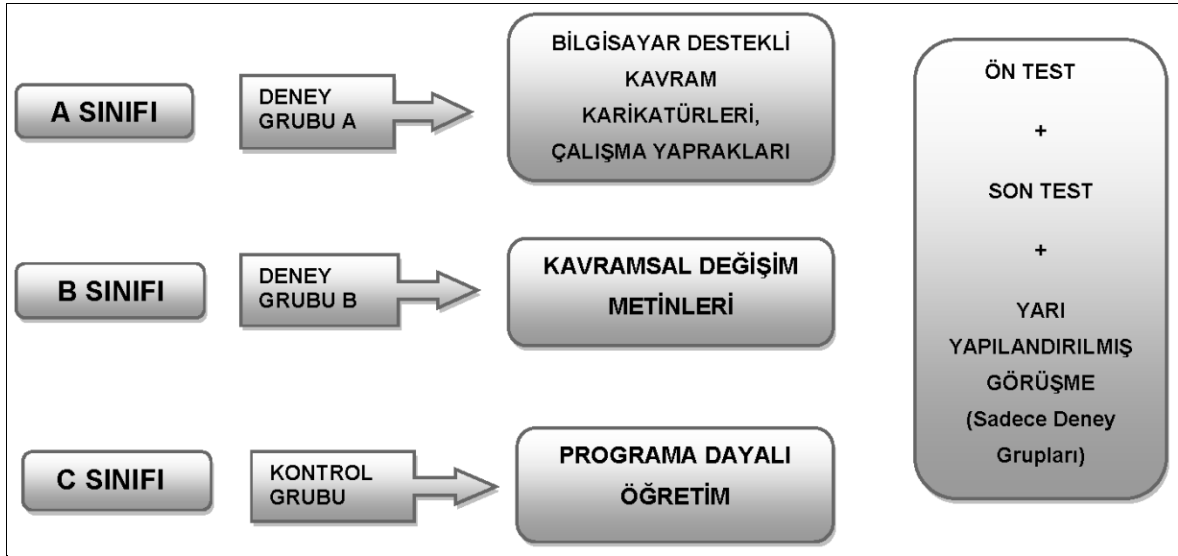 A SINIFI
DENEY
GRUBU A
BİLGİSAYAR DESTEKLİ
KAVRAM
KARİKATÜRLERİ,
ÇALIŞMA YAPRAKLARI
B SINIFI
DENEY
GRUBU B
KAVRAMSAL DEĞİŞİM
METİNLERİ
C SINIFI
KONTROL
GRUBU
PROGRAMA DAYALI
ÖĞRETİM
ÖN TEST
+
SON TEST
+
YARI
YAPILANDIRILMIŞ
GÖRÜŞME
(Sadece Deney
Grupları)